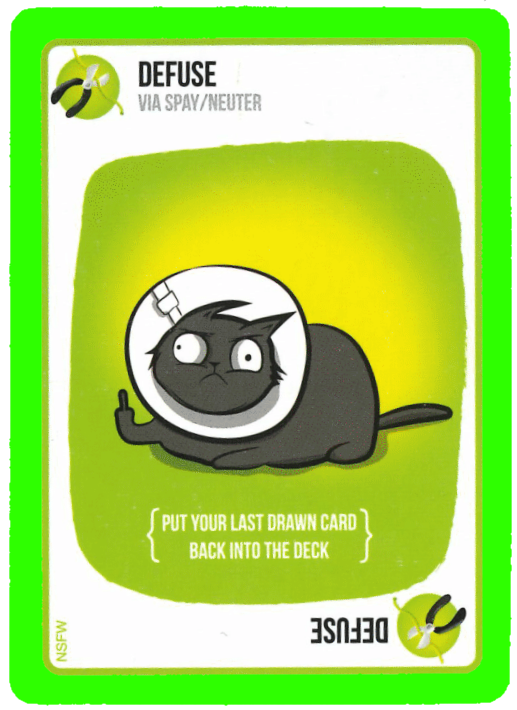 DEFUSE
VIA SPAY/NEUTER
PUT YOUR LAST DRAWN CARD
BACK INTO THE DECK
DEFUSE
NSFW